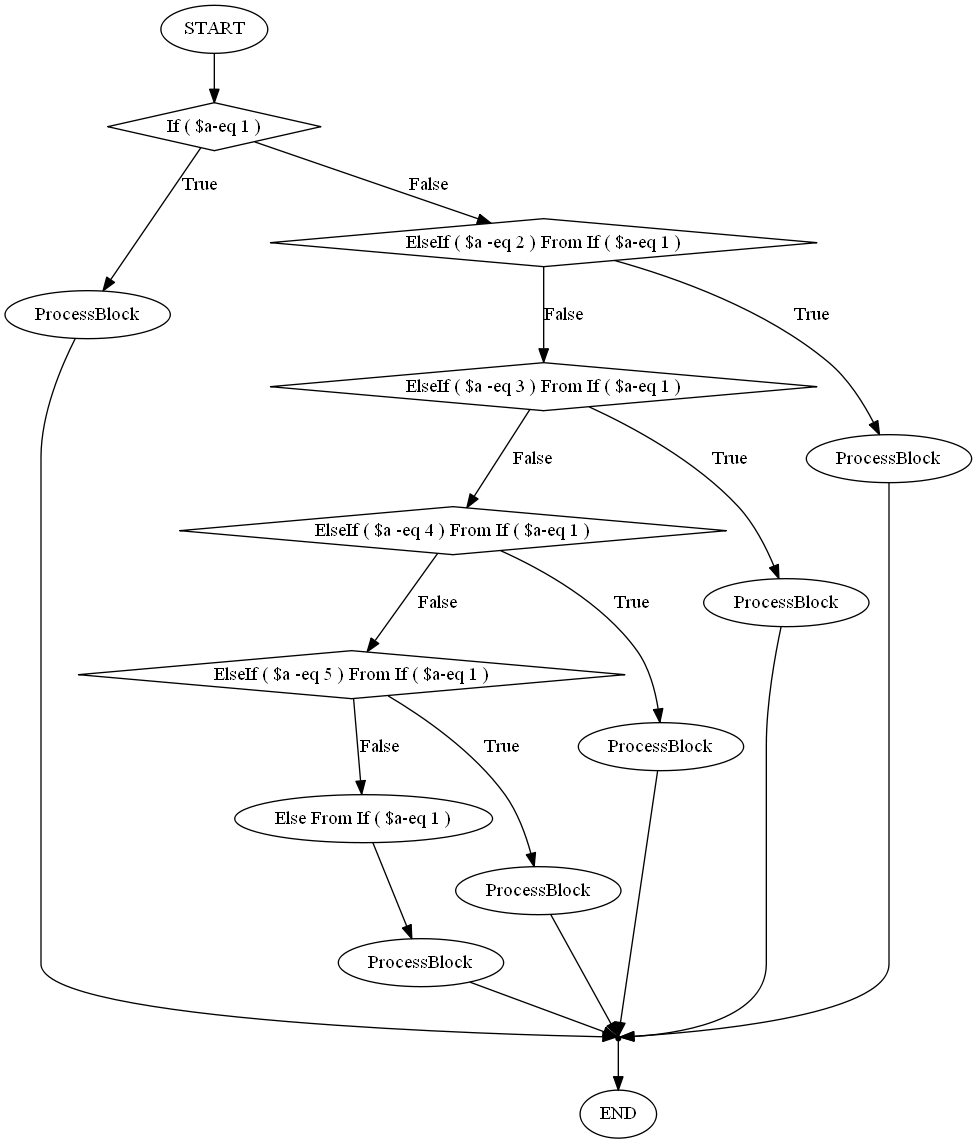 START
If ( $a-eq 1 )
True
False
ElseIf ( $a -eq 2 ) From If ( $a-eq 1 )
ProcessBlock
False
True
ElseIf ( $a -eq 3 ) From If ( $a-eq 1 )
False
True
ProcessBlock
ElseIf ( $a -eq 4 ) From If ( $a-eq 1 )
False
True
ProcessBlock
ElseIf ( $a -eq 5 ) From If ( $a-eq 1 )
False
True
ProcessBlock
Else From If ( $a-eq 1 )
ProcessBlock
ProcessBlock
END